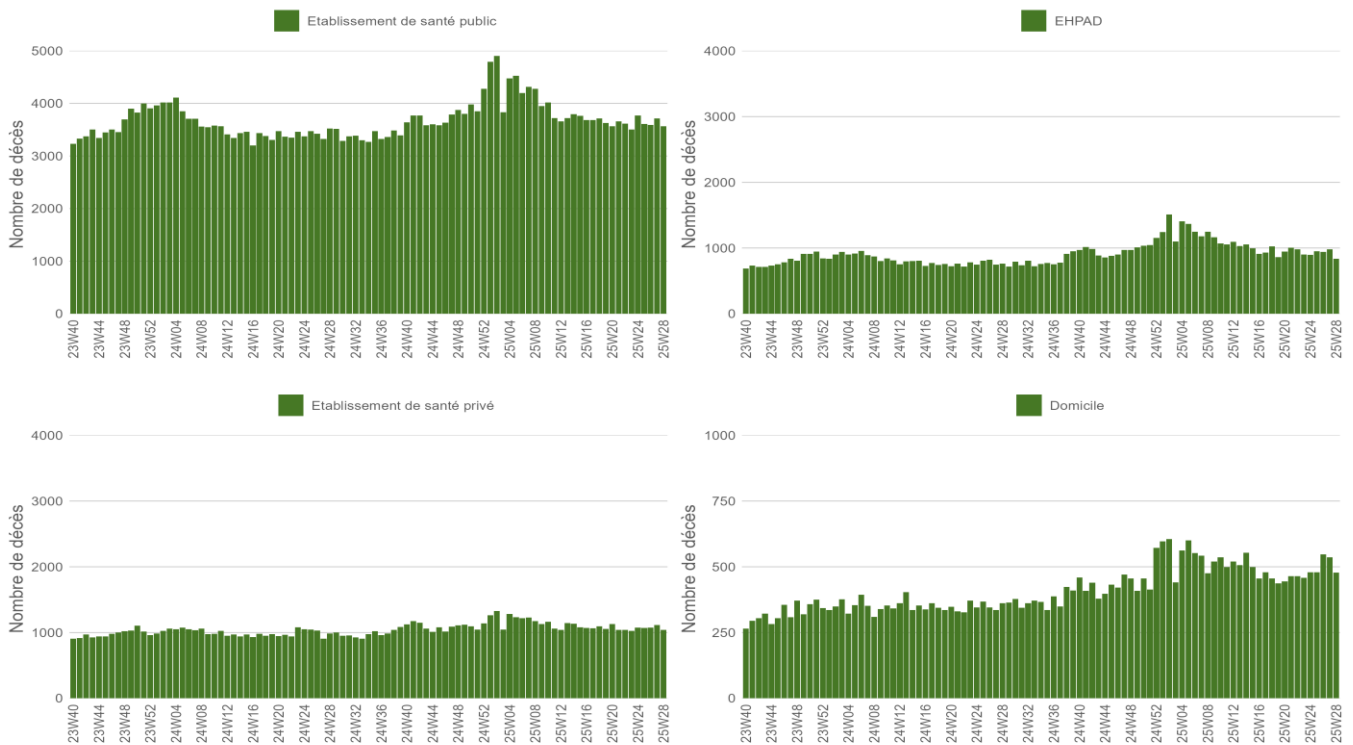 Etablissement de santé public
Nombre de décès
5000
4000
3000
2000
1000
0
23W40 23W44 23W48 23W52 24W04 24W08 24W12 24W16 24W20 24W24 24W28 24W32 24W36 24W40 24W44 24W48 24W52 25W04 25W08 25W12 25W16 25W20 25W24 25W28
EHPAD
Nombre de décès
4000
3000
2000
1000
0
23W40 23W44 23W48 23W52 24W04 24W08 24W12 24W16 24W20 24W24 24W28 24W32 24W36 24W40 24W44 24W48 24W52 25W04 25W08 25W12 25W16 25W20 25W24 25W28
Etablissement de santé privé
Nombre de décès
4000
3000
2000
1000
0
23W40 23W44 23W48 23W52 24W04 24W08 24W12 24W16 24W20 24W24 24W28 24W32 24W36 24W40 24W44 24W48 24W52 25W04 25W08 25W12 25W16 25W20 25W24 25W28
Domicile
Nombre de décès
1000
750
500
250
0
23W40 23W44 23W48 23W52 24W04 24W08 24W12 24W16 24W20 24W24 24W28 24W32 24W36 24W40 24W44 24W48 24W52 25W04 25W08 25W12 25W16 25W20 25W24 25W28